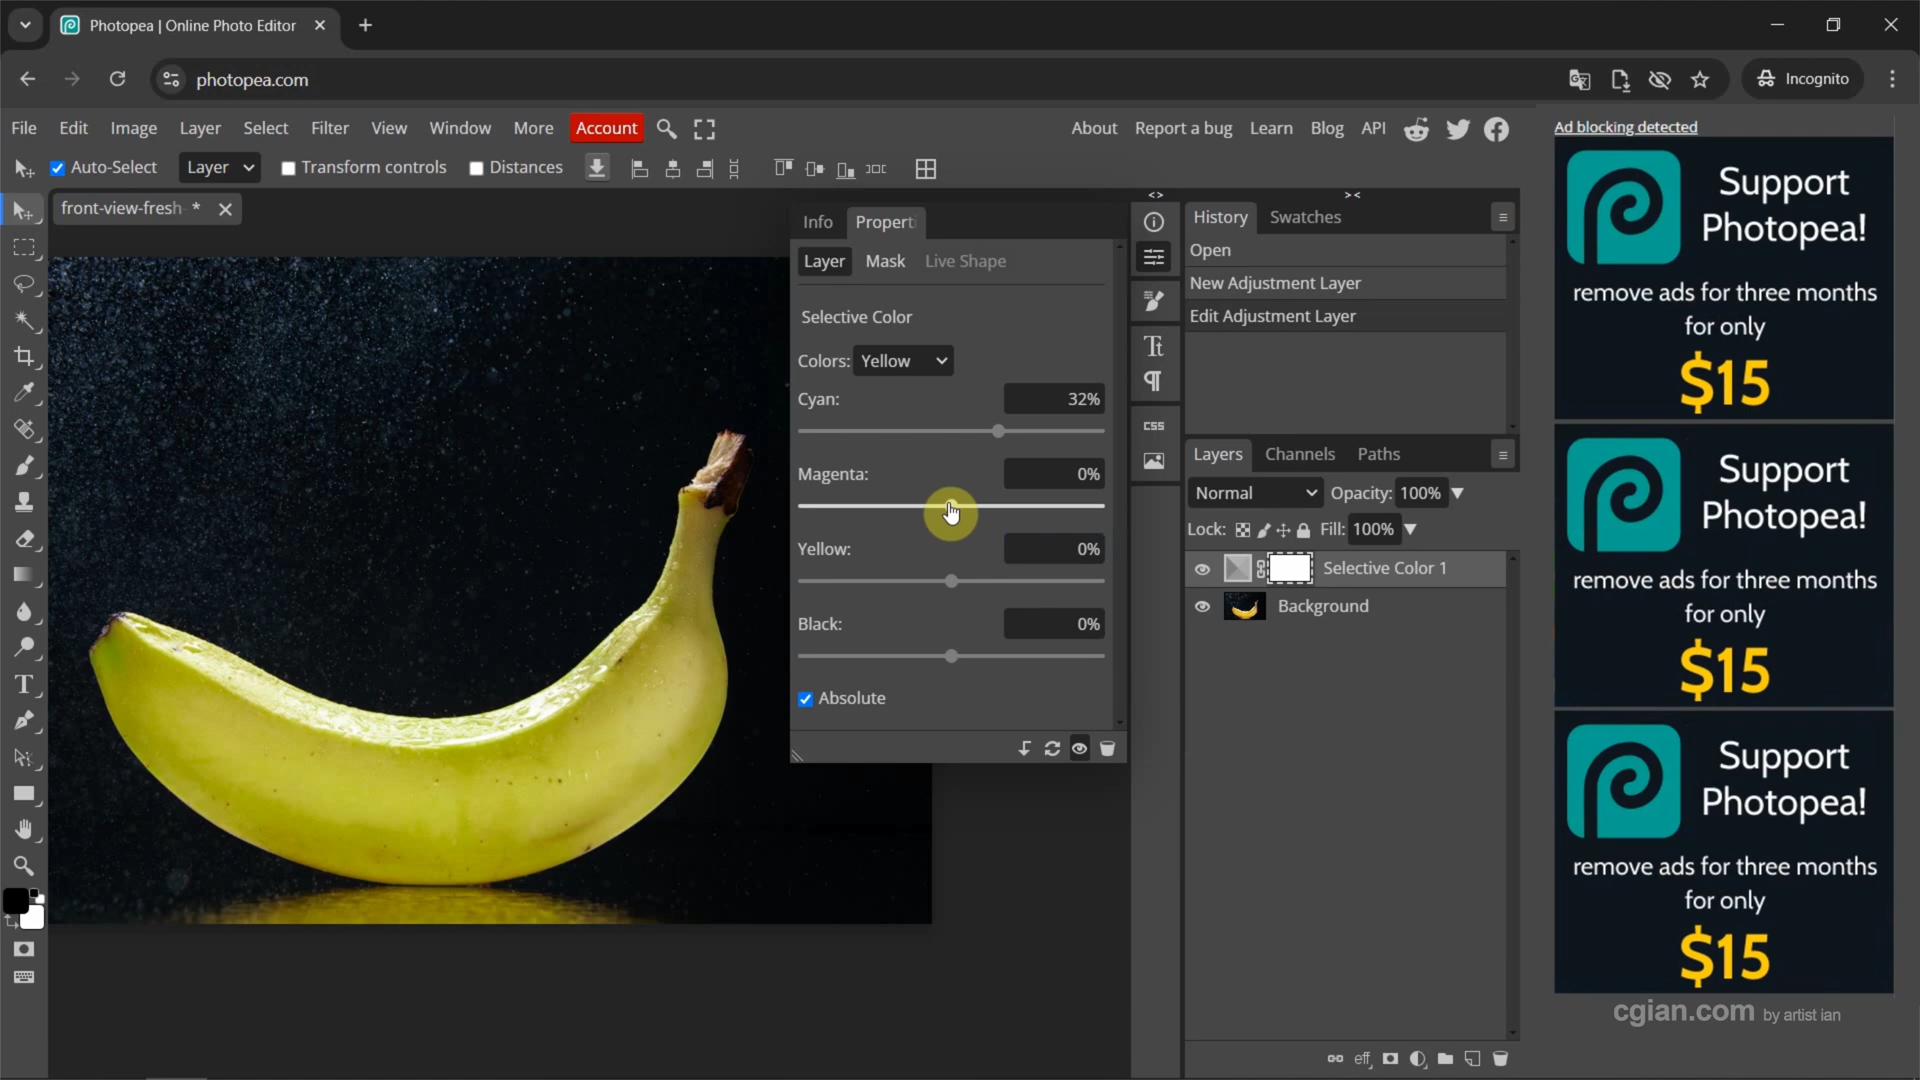 Photopea | Online Photo Editor
photopea.com
Incognito
File Edit Image Layer Select Filter View Window More Account
About Report a bug Learn Blog API
Auto-Select Layer Transform controls Distances
front-view-fresh- *
Info Properti
Layer Mask Live Shape
Selective Color
Colors: Yellow
Cyan: 32%
Magenta: 0%
Yellow: 0%
Black: 0%
Absolute
Tt
CSS
T
History Swatches
Open
New Adjustment Layer
Edit Adjustment Layer
Layers Channels Paths
Normal Opacity: 100%
Lock: Fill: 100%
Selective Color 1
Background
eff
Ad blocking detected
Support
Photopea!
remove ads for three months
for only
$15
Support
Photopea!
remove ads for three months
for only
$15
Support
Photopea!
remove ads for three months
for only
$15
cgian.com by artist ian